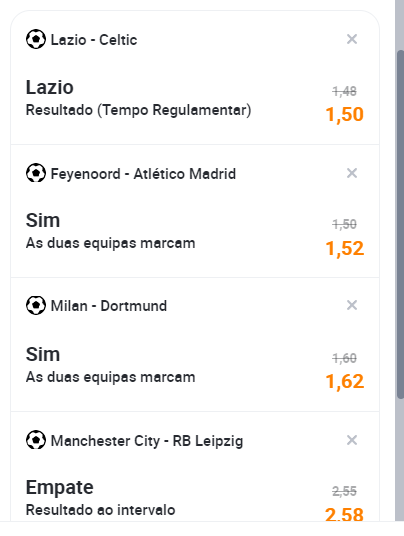 Lazio - Celtic
Lazio
1,48
Resultado (Tempo Regulamentar)
1,50
Feyenoord - Atlético Madrid
Sim
1,50
As duas equipas marcam
1,52
Milan - Dortmund
Sim
1,60
As duas equipas marcam
1,62
Manchester City - RB Leipzig
Empate
2,55
Resultado ao intervalo
2,58